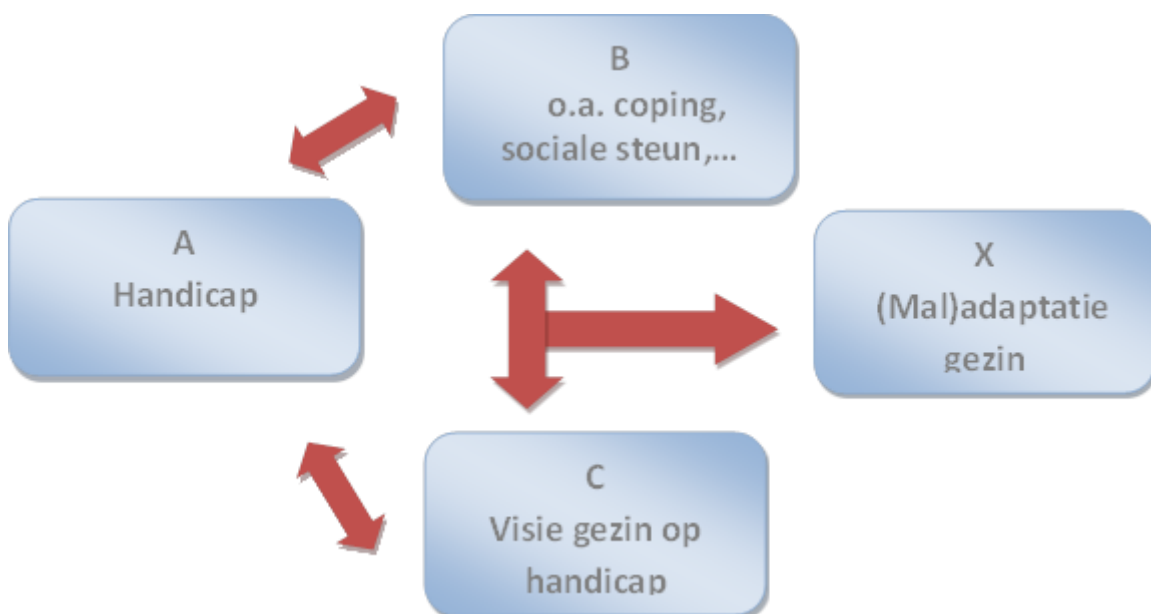 B
o.a. coping,
sociale steun,...
A
Handicap
X
(Mal)adaptatie
gezin
C
Visie gezin op
handicap